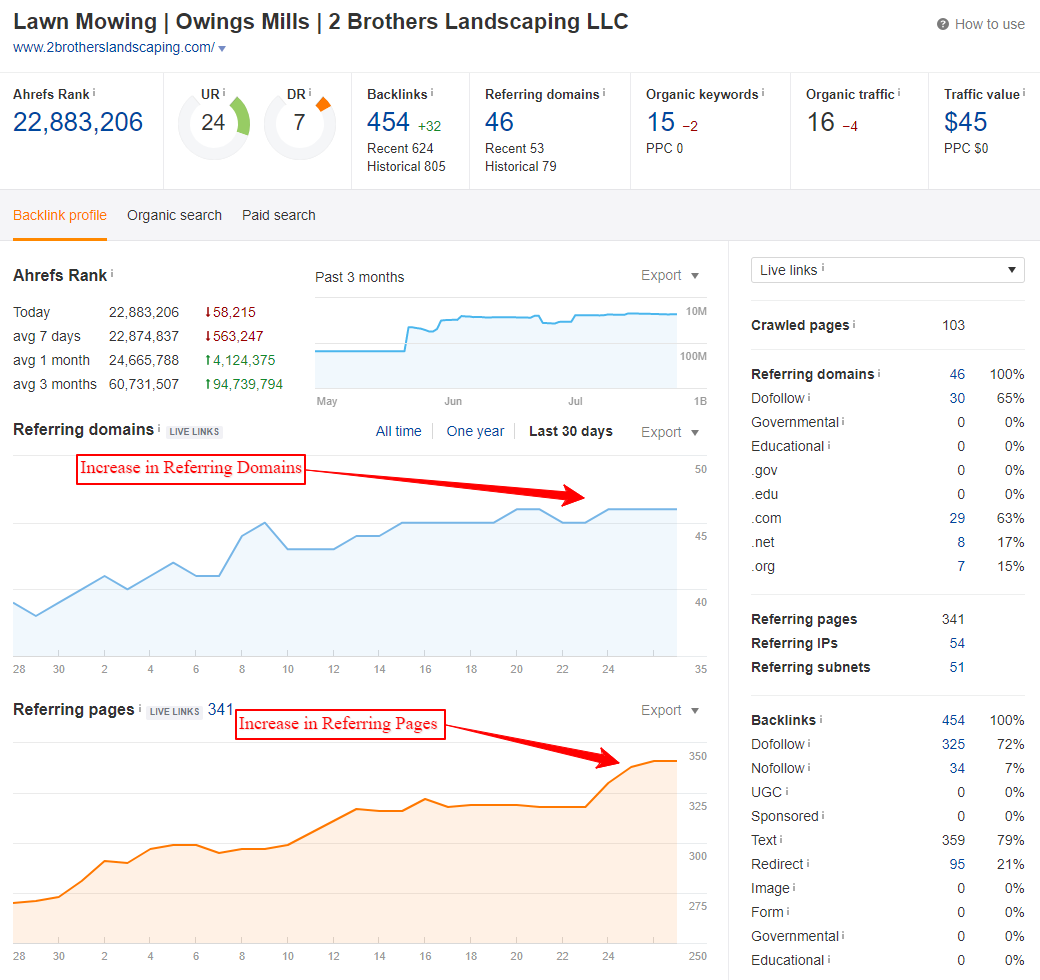 Lawn Mowing | Owings Mills | 2 Brothers Landscaping LLC
How to use
www.2brotherslandscaping.com/
Ahrefs Rank
22,883,206
UR
24
DR
7
Backlinks
454 +32
Recent 624
Historical 805
Referring domains
46
Recent 53
Historical 79
Organic keywords
15 −2
PPC 0
Organic traffic
16 −4
Traffic value
$45
PPC $0
Backlink profile Organic search Paid search
Ahrefs Rank
Today 22,883,206 ↓58,215
avg 7 days 22,874,837 ↓563,247
avg 1 month 24,665,788 ↑4,124,375
avg 3 months 60,731,507 ↑94,739,794
Past 3 months Export
10M
100M
May Jun Jul 1B
Referring domains LIVE LINKS All time One year Last 30 days Export
Increase in Referring Domains
50
45
40
28 30 2 4 6 8 10 12 14 16 18 20 22 24 35
Referring pages LIVE LINKS 341 Export
Increase in Referring Pages
350
325
300
275
28 30 2 4 6 8 10 12 14 16 18 20 22 24 250
Live links
Crawled pages 103
Referring domains 46 100%
Dofollow 30 65%
Governmental 0 0%
Educational 0 0%
.gov 0 0%
.edu 0 0%
.com 29 63%
.net 8 17%
.org 7 15%
Referring pages 341
Referring IPs 54
Referring subnets 51
Backlinks 454 100%
Dofollow 325 72%
Nofollow 34 7%
UGC 0 0%
Sponsored 0 0%
Text 359 79%
Redirect 95 21%
Image 0 0%
Form 0 0%
Governmental 0 0%
Educational 0 0%